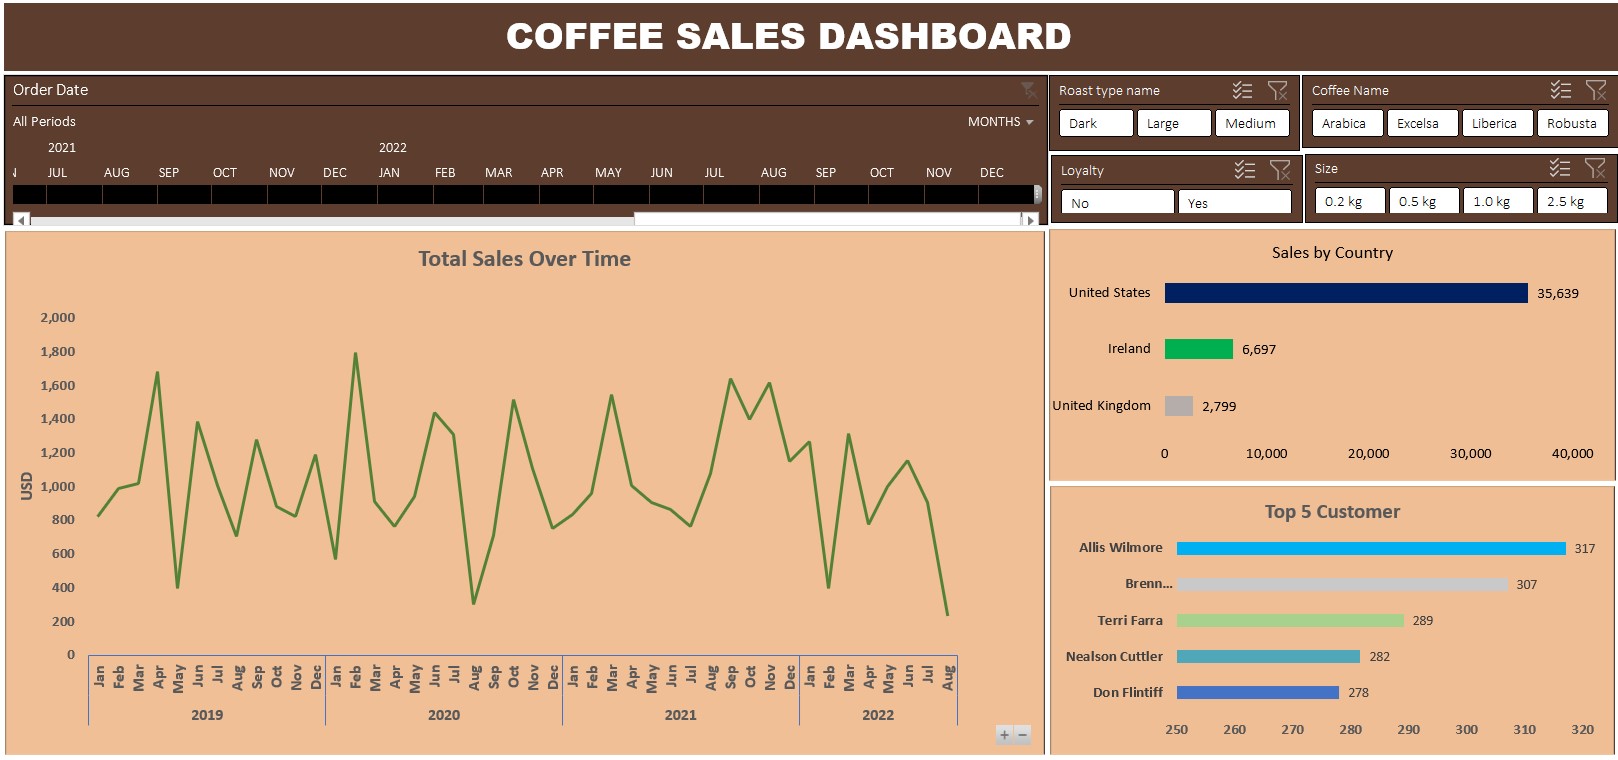 COFFEE SALES DASHBOARD
Order Date
All Periods
MONTHS
2021 2022
JUL AUG SEP OCT NOV DEC JAN FEB MAR APR MAY JUN JUL AUG SEP OCT NOV DEC
Roast type name
Dark Large Medium
Coffee Name
Arabica Excelsa Liberica Robusta
Loyalty
No Yes
Size
0.2 kg 0.5 kg 1.0 kg 2.5 kg
Total Sales Over Time
USD
2,000
1,800
1,600
1,400
1,200
1,000
800
600
400
200
0
Jan Feb Mar Apr May Jun Jul Aug Sep Oct Nov Dec Jan Feb Mar Apr May Jun Jul Aug Sep Oct Nov Dec Jan Feb Mar Apr May Jun Jul Aug Sep Oct Nov Dec Jan Feb Mar Apr May Jun Jul Aug
2019 2020 2021 2022
+ −
Sales by Country
United States 35,639
Ireland 6,697
United Kingdom 2,799
0 10,000 20,000 30,000 40,000
Top 5 Customer
Allis Wilmore 317
Brenn... 307
Terri Farra 289
Nealson Cuttler 282
Don Flintiff 278
250 260 270 280 290 300 310 320